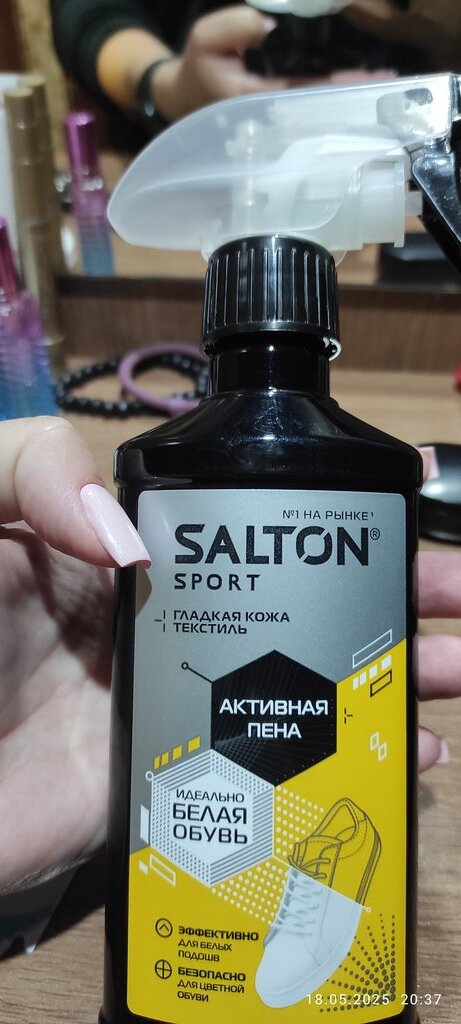 №1 НА РЫНКЕ¹
SALTON®
SPORT
ГЛАДКАЯ КОЖА
ТЕКСТИЛЬ
АКТИВНАЯ
ПЕНА
ИДЕАЛЬНО
БЕЛАЯ
ОБУВЬ
ЭФФЕКТИВНО
ДЛЯ БЕЛЫХ
ПОДОШВ
БЕЗОПАСНО
ДЛЯ ЦВЕТНОЙ
ОБУВИ
18.05.2025 20:37